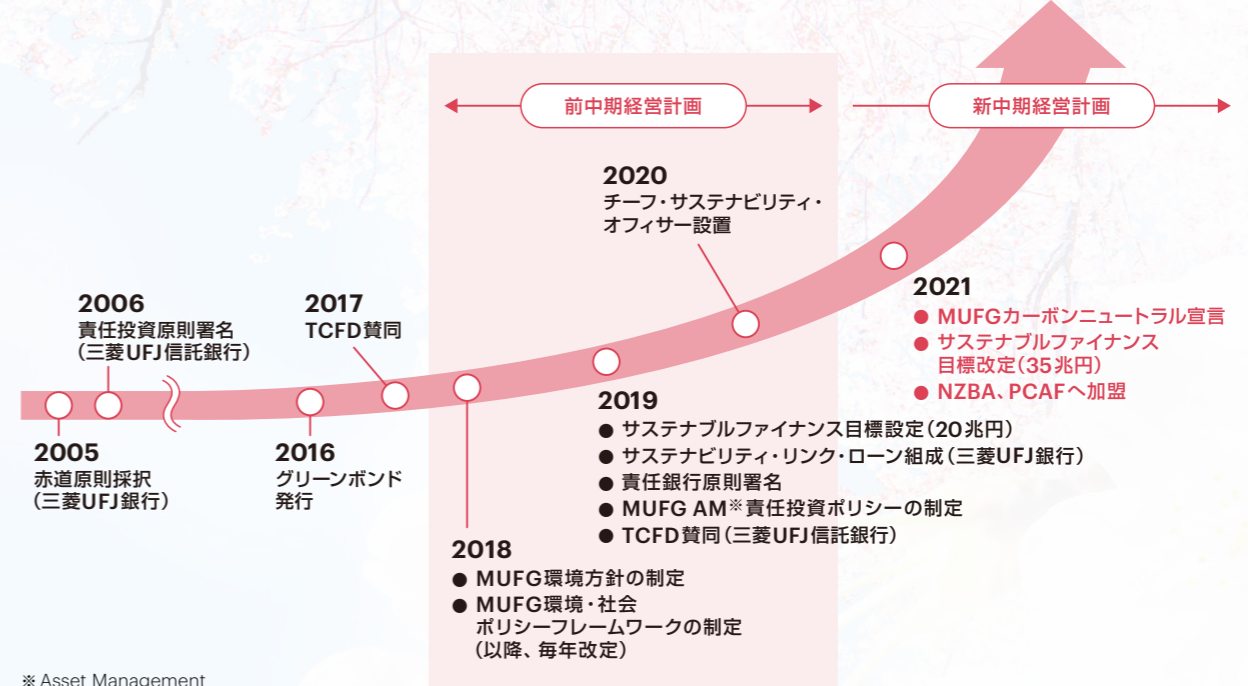 前中期経営計画
新中期経営計画
2005
赤道原則採択
(三菱UFJ銀行)
2006
責任投資原則署名
(三菱UFJ信託銀行)
2016
グリーンボンド
発行
2017
TCFD賛同
2018
● MUFG環境方針の制定
● MUFG環境・社会
ポリシーフレームワークの制定
(以降、毎年改定)
2019
● サステナブルファイナンス目標設定(20兆円)
● サステナビリティ・リンク・ローン組成(三菱UFJ銀行)
● 責任銀行原則署名
● MUFG AM※責任投資ポリシーの制定
● TCFD賛同(三菱UFJ信託銀行)
2020
チーフ・サステナビリティ・
オフィサー設置
2021
● MUFGカーボンニュートラル宣言
● サステナブルファイナンス
目標改定(35兆円)
● NZBA、PCAFへ加盟
※ Asset Management